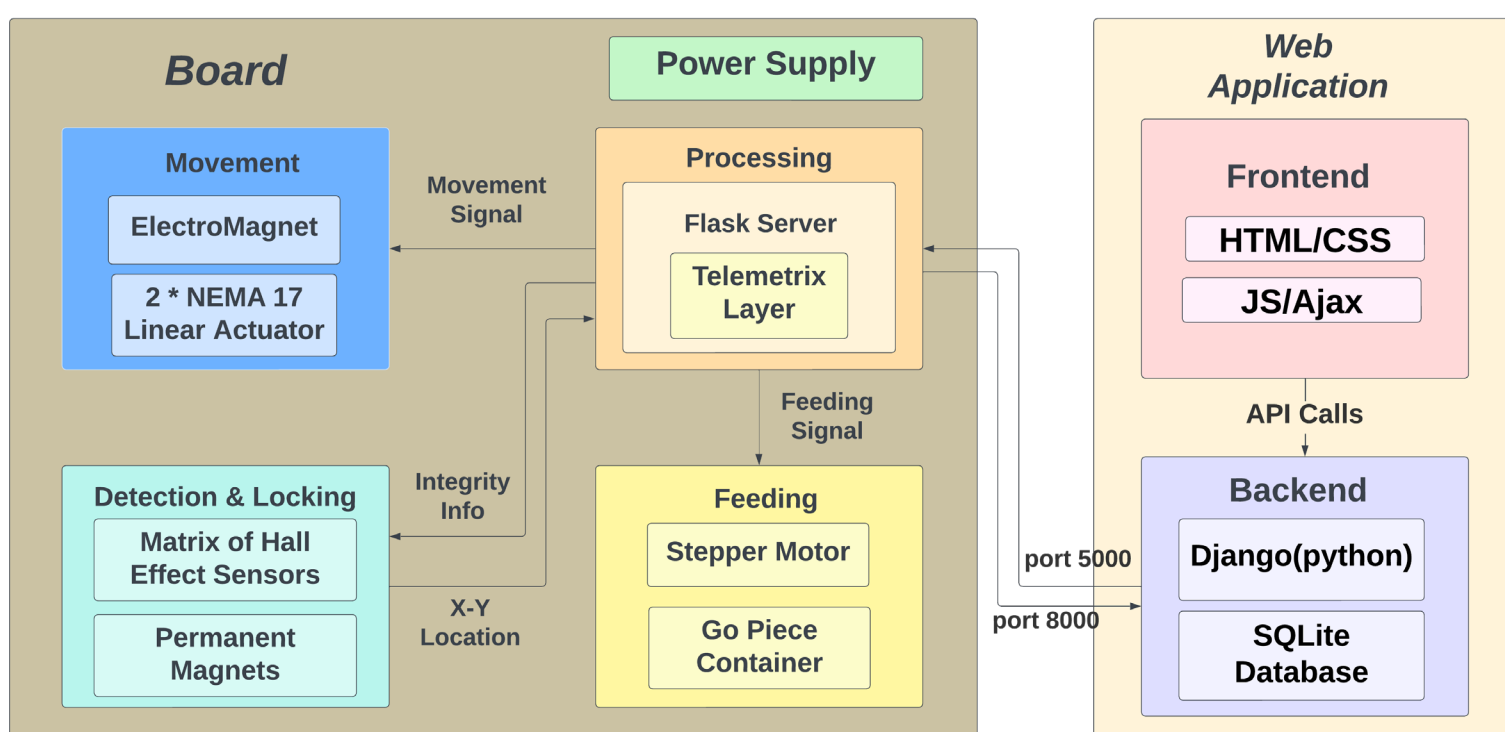 Board
Power Supply
Movement
ElectroMagnet
2 * NEMA 17
Linear Actuator
Movement
Signal
Processing
Flask Server
Telemetrix
Layer
Feeding
Signal
Detection & Locking
Matrix of Hall
Effect Sensors
Permanent
Magnets
Integrity
Info
X-Y
Location
Feeding
Stepper Motor
Go Piece
Container
port 5000
port 8000
Web
Application
Frontend
HTML/CSS
JS/Ajax
API Calls
Backend
Django(python)
SQLite
Database